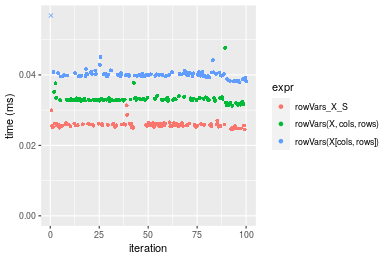 expr
rowVars_X_S
rowVars(X, cols, rows)
rowVars(X[cols, rows])
time (ms)
0.04
0.02
0.00
0
25
50
75
100
iteration